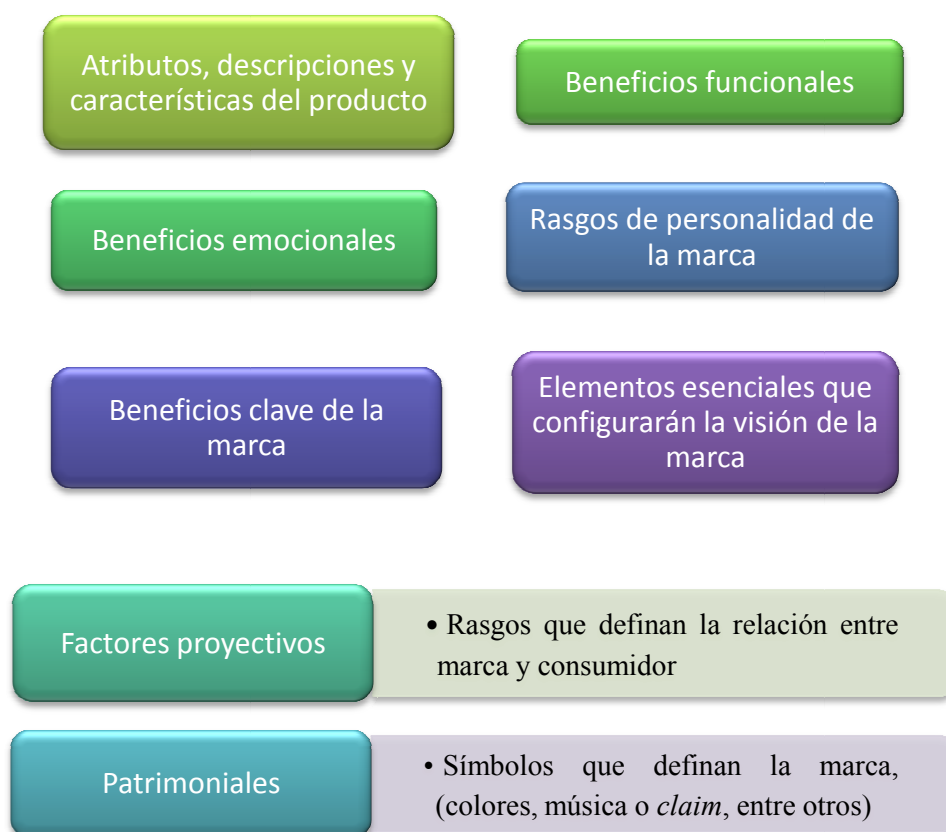 Atributos, descripciones y
características del producto
Beneficios funcionales
Beneficios emocionales
Rasgos de personalidad de
la marca
Beneficios clave de la
marca
Elementos esenciales que
configurarán la visión de la
marca
Factores proyectivos
• Rasgos que definan la relación entre
marca y consumidor
Patrimoniales
• Símbolos que definan la marca,
(colores, música o claim, entre otros)